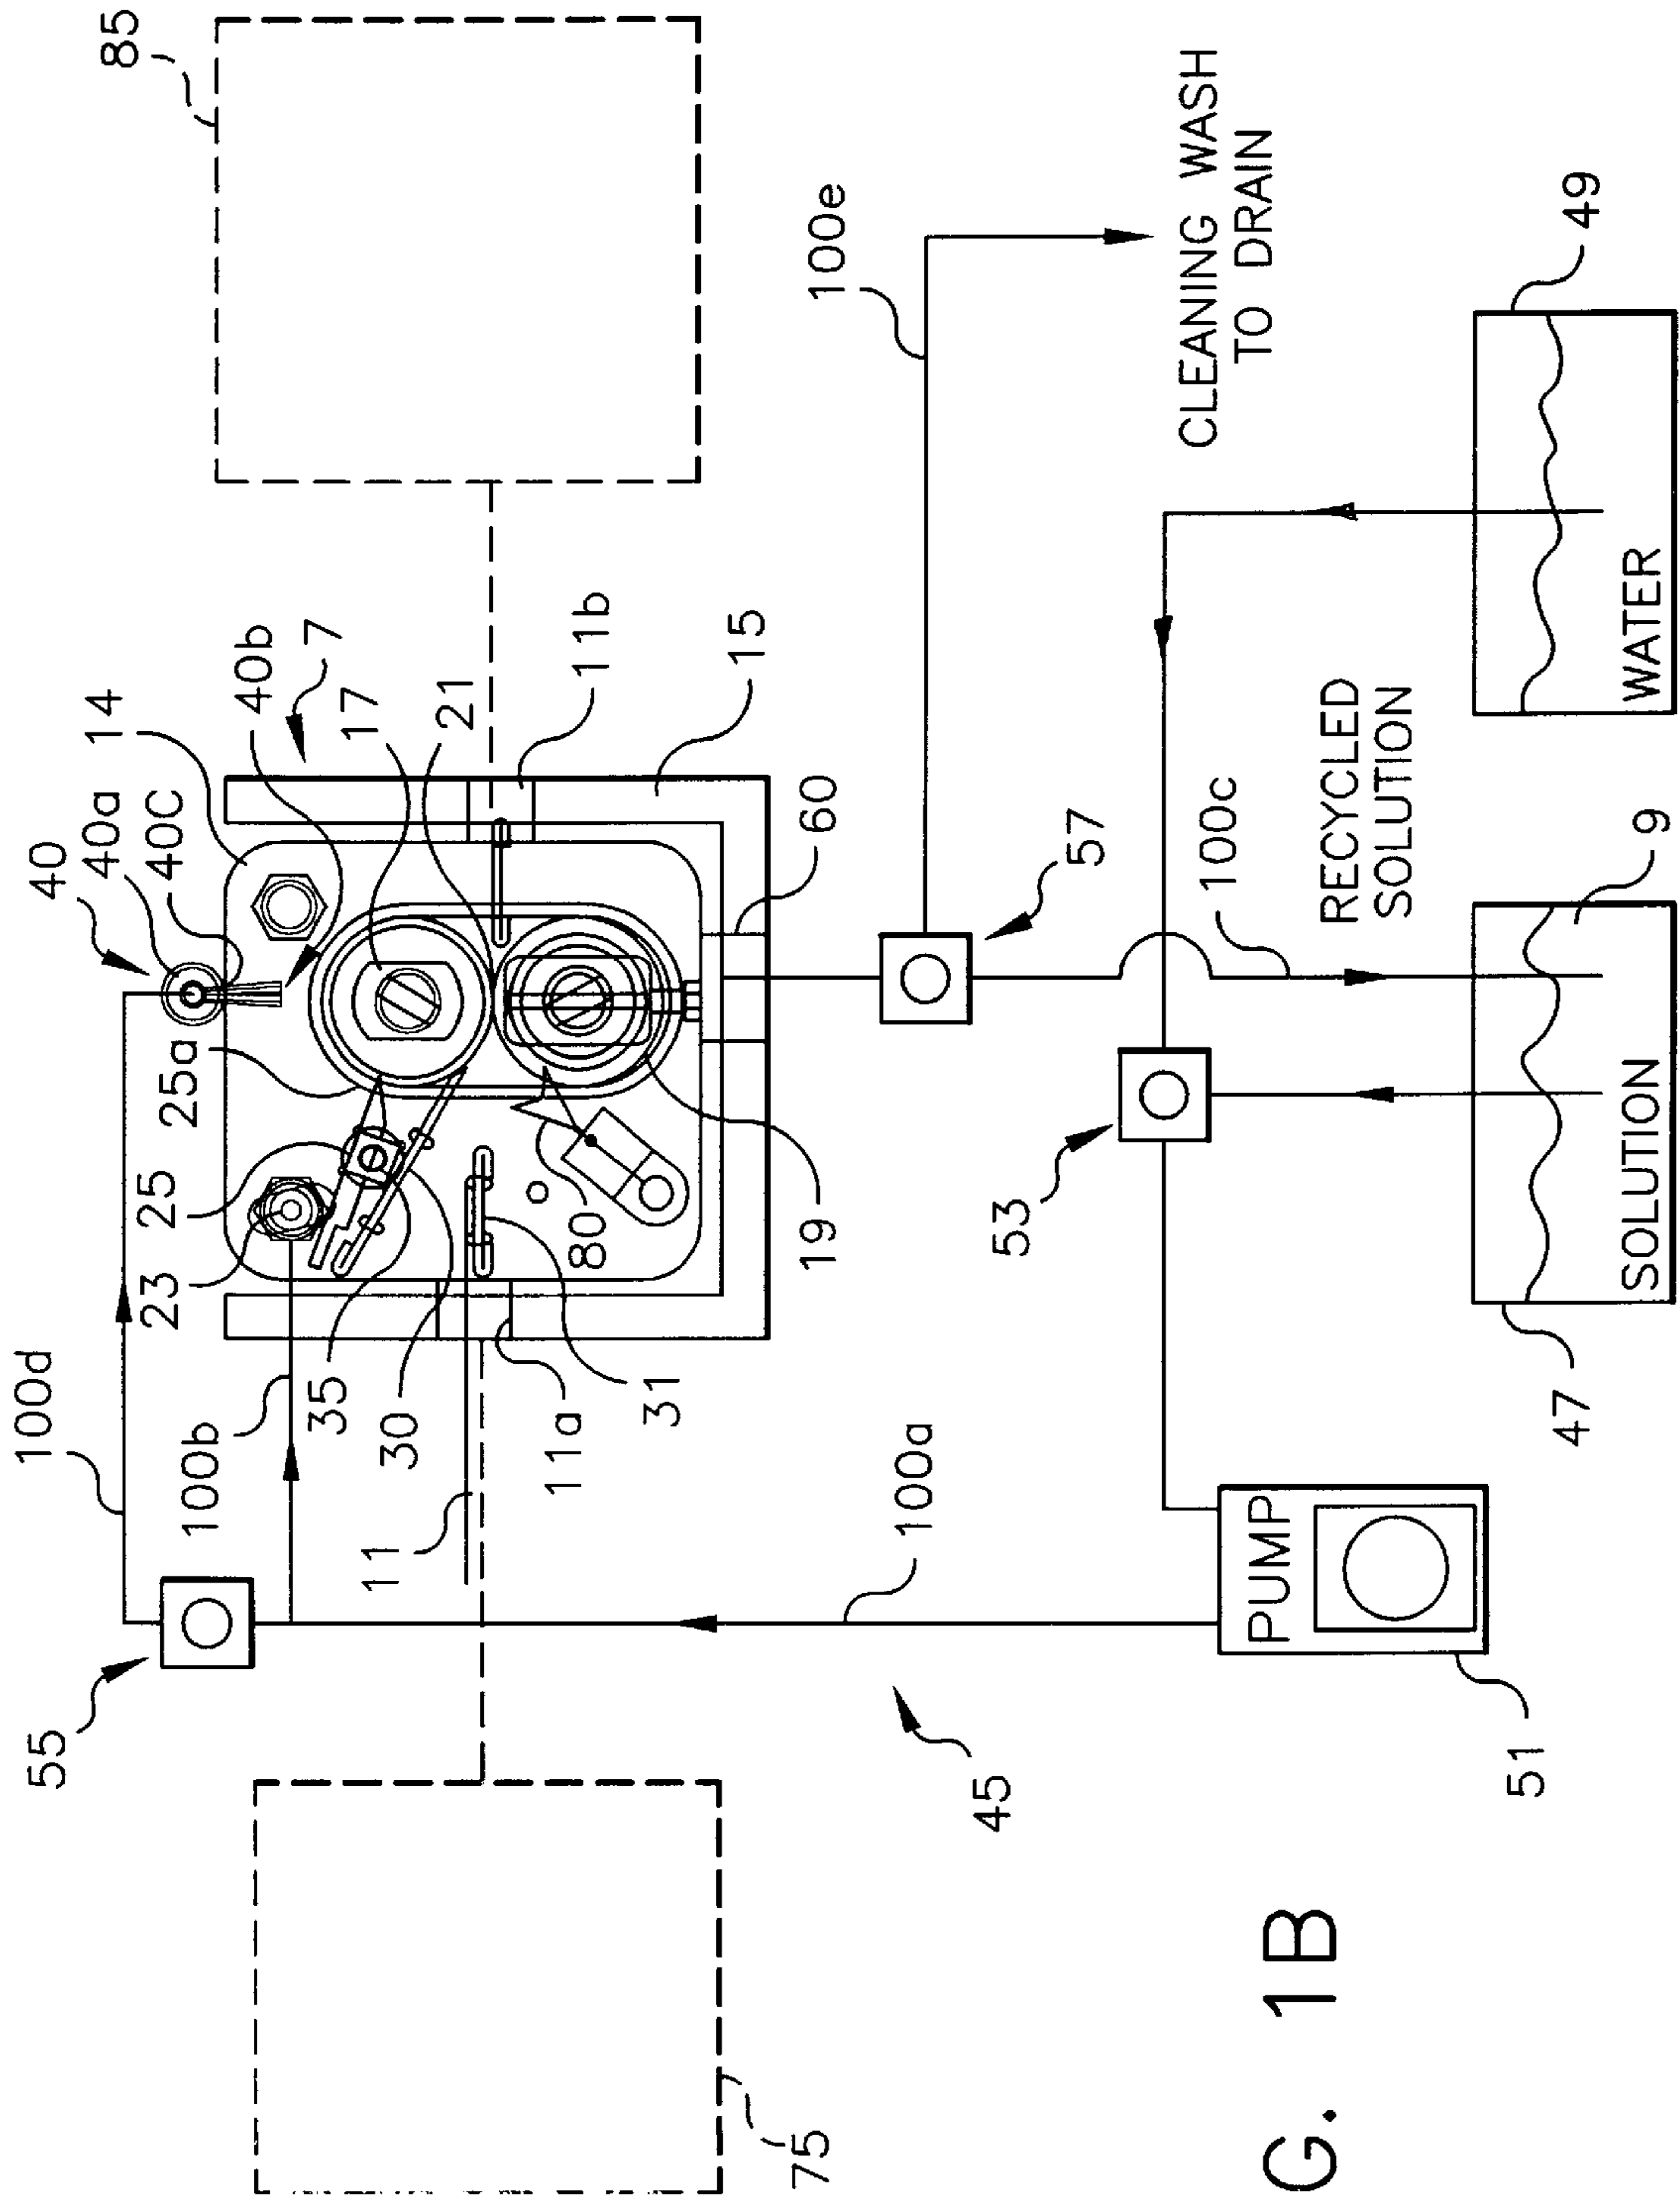 85
14
40
40a
40C
40b
7
17
21
11b
15
60
100e
CLEANING WASH
TO DRAIN
49
WATER
57
RECYCLED
SOLUTION
100c
9
SOLUTION
47
53
25a
25
23
35
30
31
11a
11
80
19
100d
100b
55
100a
45
PUMP
51
75
G. 1B